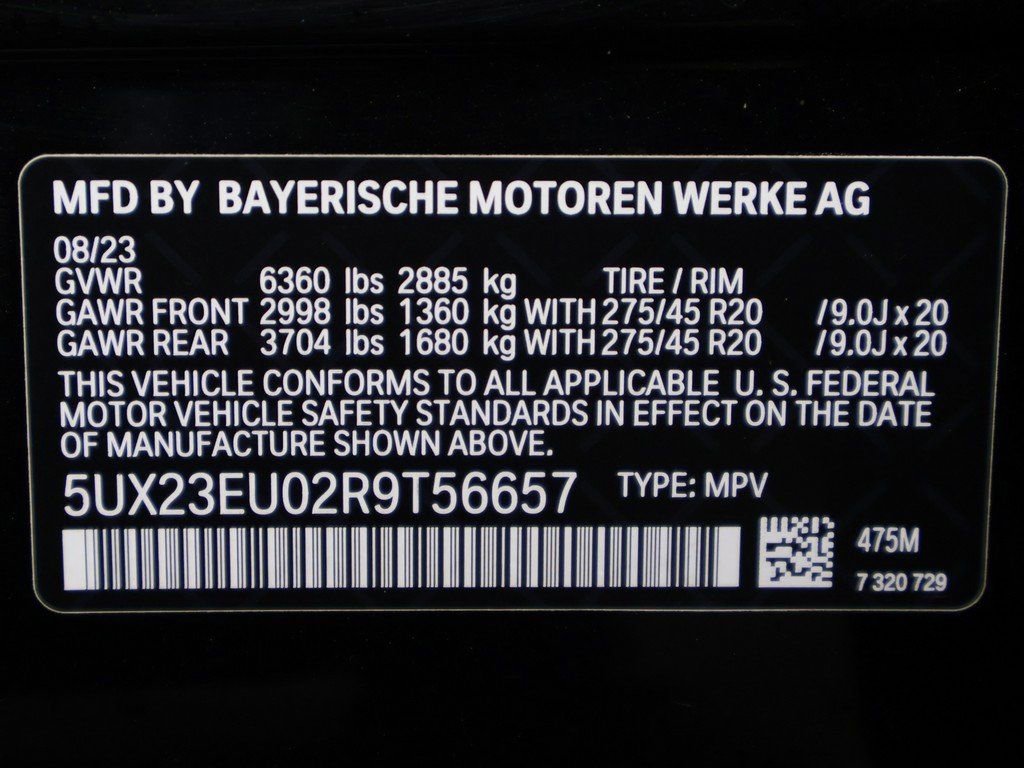 MFD BY BAYERISCHE MOTOREN WERKE AG
08/23
GVWR 6360 lbs 2885 kg TIRE / RIM
GAWR FRONT 2998 lbs 1360 kg WITH 275/45 R20 /9.0J x 20
GAWR REAR 3704 lbs 1680 kg WITH 275/45 R20 /9.0J x 20
THIS VEHICLE CONFORMS TO ALL APPLICABLE U. S. FEDERAL
MOTOR VEHICLE SAFETY STANDARDS IN EFFECT ON THE DATE
OF MANUFACTURE SHOWN ABOVE.
5UX23EU02R9T56657 TYPE: MPV
475M
7 320 729